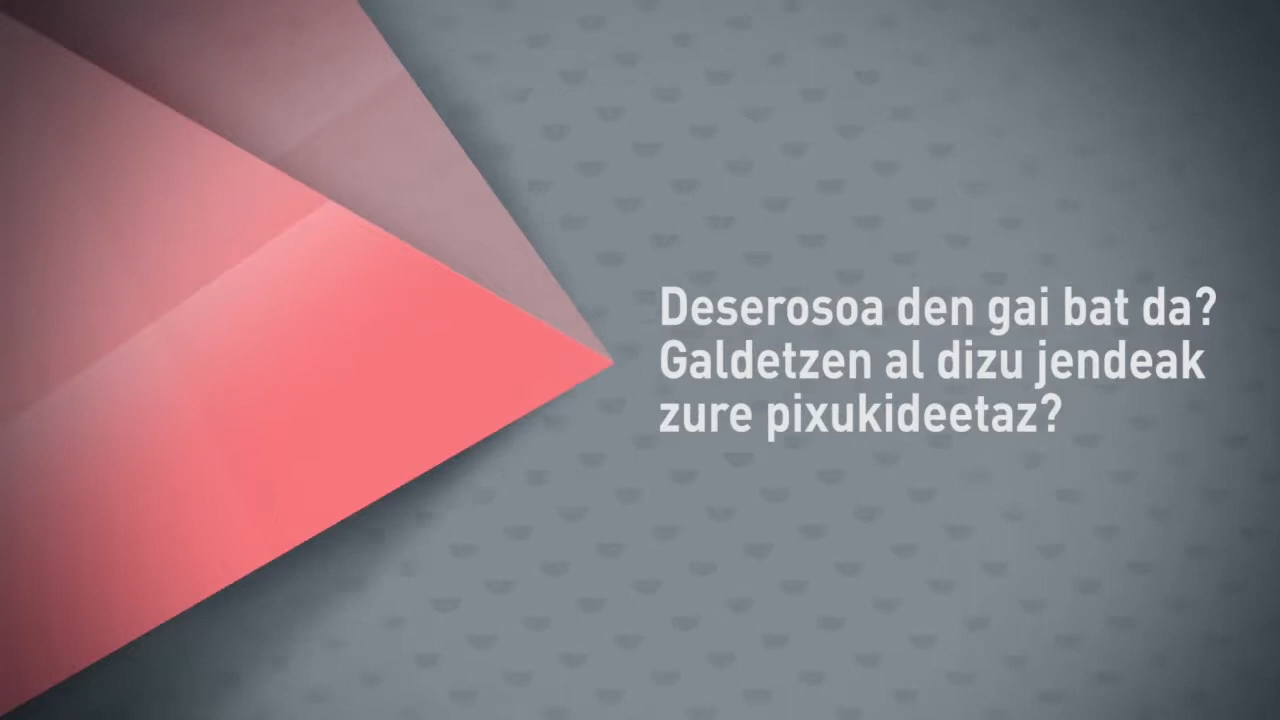 Deserosoa den gai bat da?
Galdetzen al dizu jendeak
zure pixukideetaz?